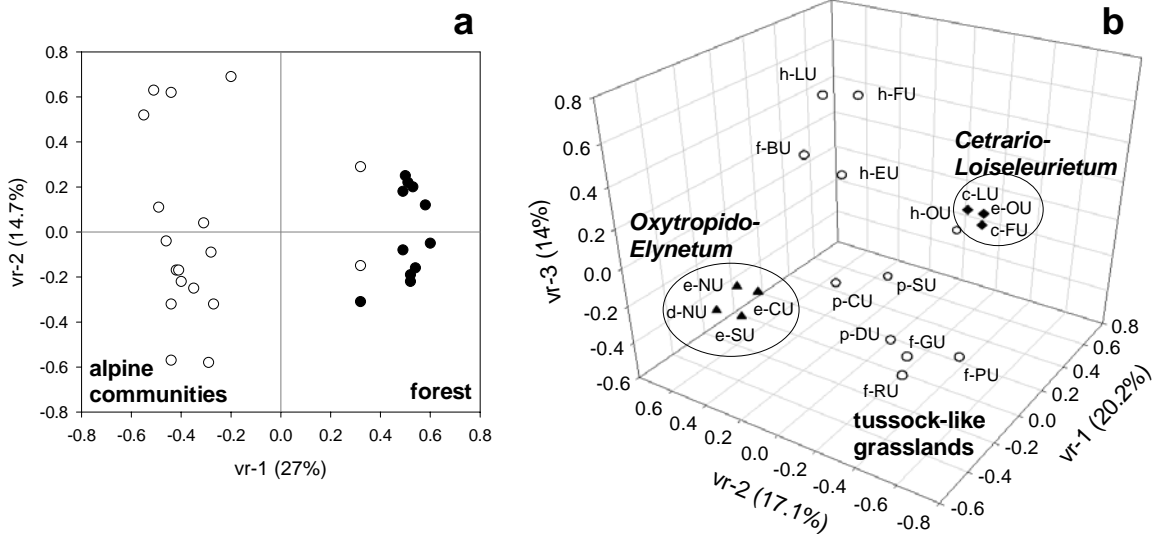 a
0.8
0.6
0.4
0.2
0.0
-0.2
-0.4
-0.6
-0.8
vr-2 (14.7%)
alpine
communities
forest
-0.8 -0.6 -0.4 -0.2 0.0 0.2 0.4 0.6 0.8
vr-1 (27%)
b
0.8
0.6
0.4
0.2
0.0
-0.2
-0.4
-0.6
vr-3 (14%)
h-LU
h-FU
f-BU
h-EU
Cetrario-
Loiseleurietum
c-LU
e-OU
h-OU
c-FU
Oxytropido-
Elynetum
e-NU
d-NU
e-CU
e-SU
p-SU
p-CU
p-DU
f-GU
f-PU
f-RU
tussock-like
grasslands
0.6
0.4
0.2
0.0
-0.2
-0.4
-0.6
-0.8
vr-2 (17.1%)
0.8
0.6
0.4
0.2
0.0
-0.2
-0.4
-0.6
vr-1 (20.2%)